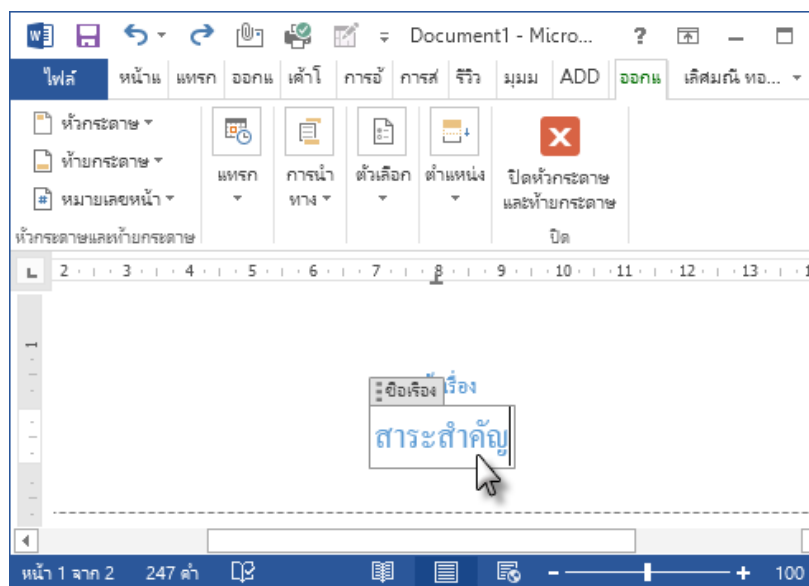 Document1 - Micro... ?
ไฟล์ หน้าแ แทรก ออกแ เค้าโ การอ้ การส่ รีวิว มุมม ADD ออกแ เลิศมณี ทอ...
หัวกระดาษ
ท้ายกระดาษ
หมายเลขหน้า
แทรก
การนำ
ทาง
ตัวเลือก
ตำแหน่ง
ปิดหัวกระดาษ
และท้ายกระดาษ
หัวกระดาษและท้ายกระดาษ
ปิด
2 3 4 5 6 7 8 9 10 11 12 13
1
ชื่อเรื่อง
เรื่อง
สาระสำคัญ
หน้า 1 จาก 2 247 คำ 100